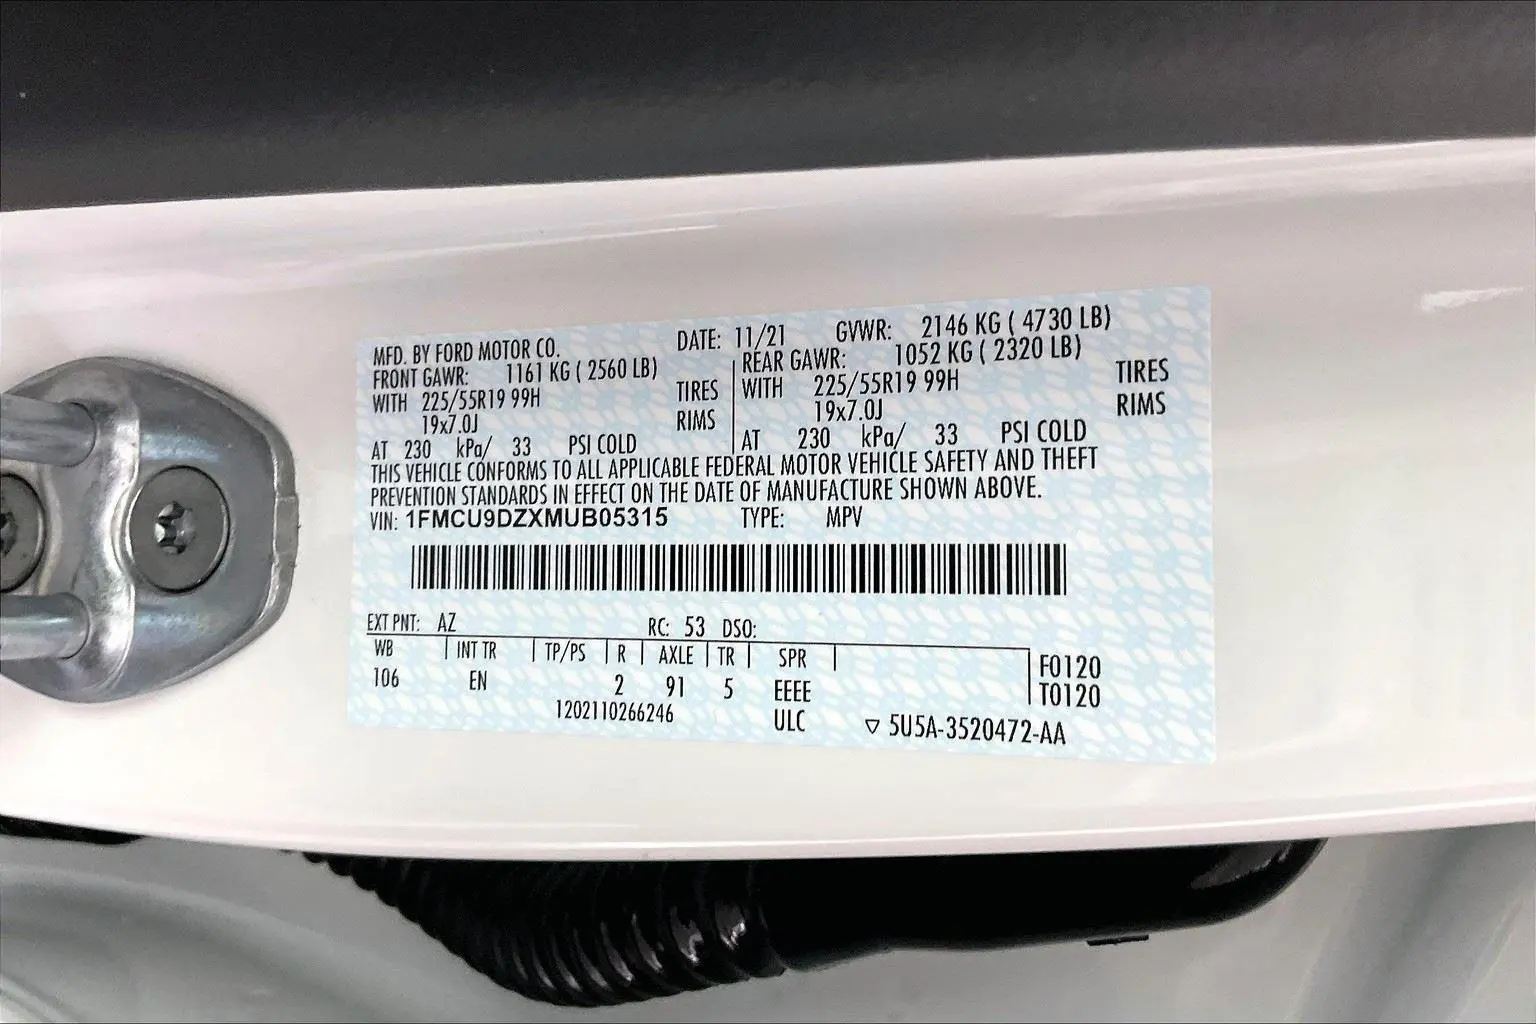 MFD. BY FORD MOTOR CO. DATE: 11/21 GVWR: 2146 KG ( 4730 LB)
FRONT GAWR: 1161 KG ( 2560 LB) REAR GAWR: 1052 KG ( 2320 LB)
WITH 225/55R19 99H TIRES WITH 225/55R19 99H TIRES
19x7.0J RIMS 19x7.0J RIMS
AT 230 kPa/ 33 PSI COLD AT 230 kPa/ 33 PSI COLD
THIS VEHICLE CONFORMS TO ALL APPLICABLE FEDERAL MOTOR VEHICLE SAFETY AND THEFT
PREVENTION STANDARDS IN EFFECT ON THE DATE OF MANUFACTURE SHOWN ABOVE.
VIN: 1FMCU9DZXMUB05315 TYPE: MPV
EXT PNT: AZ RC: 53 DSO:
WB | INT TR | TP/PS | R | AXLE | TR | SPR | F0120
106 EN 2 91 5 EEEE T0120
1202110266246 ULC ▽ 5U5A-3520472-AA